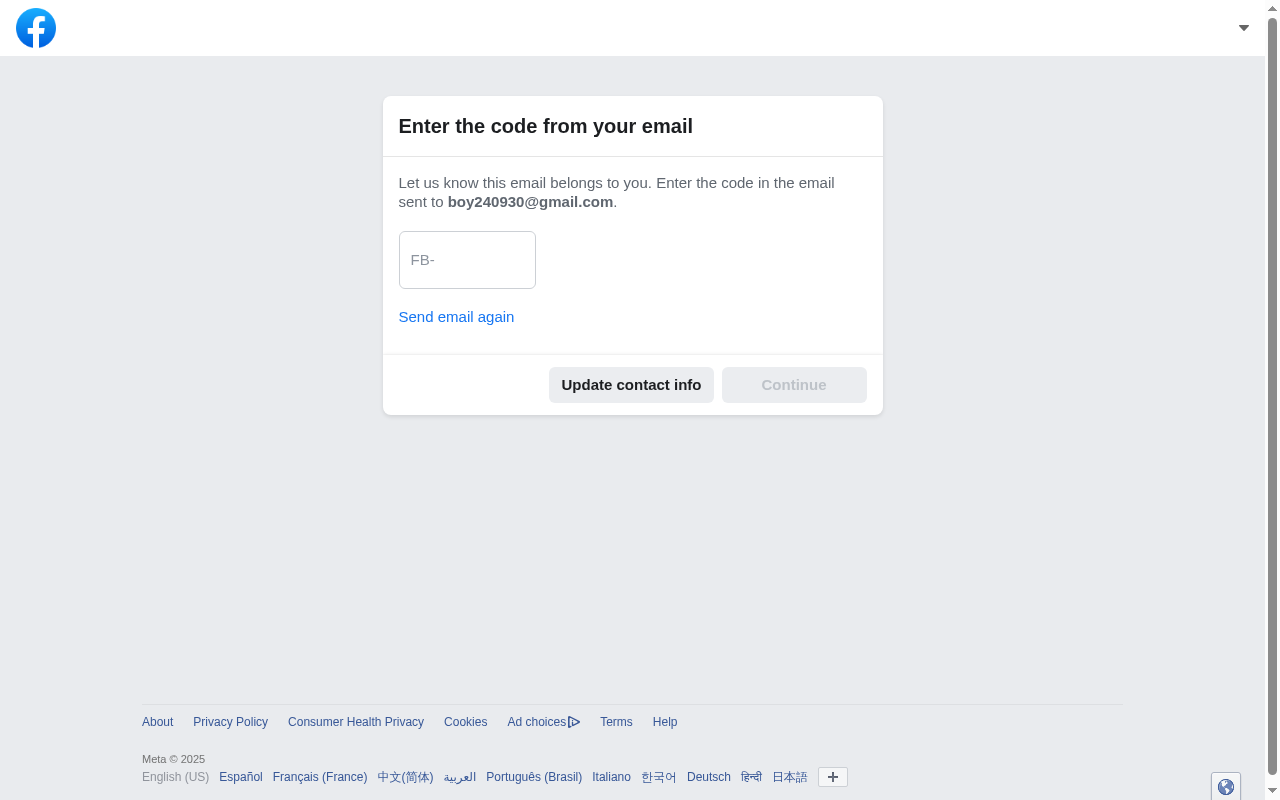 Enter the code from your email
Let us know this email belongs to you. Enter the code in the email
sent to boy240930@gmail.com.
FB-
Send email again
Update contact info Continue
About Privacy Policy Consumer Health Privacy Cookies Ad choices Terms Help
Meta © 2025
English (US) Español Français (France) 中文(简体) العربية Português (Brasil) Italiano 한국어 Deutsch हिन्दी 日本語